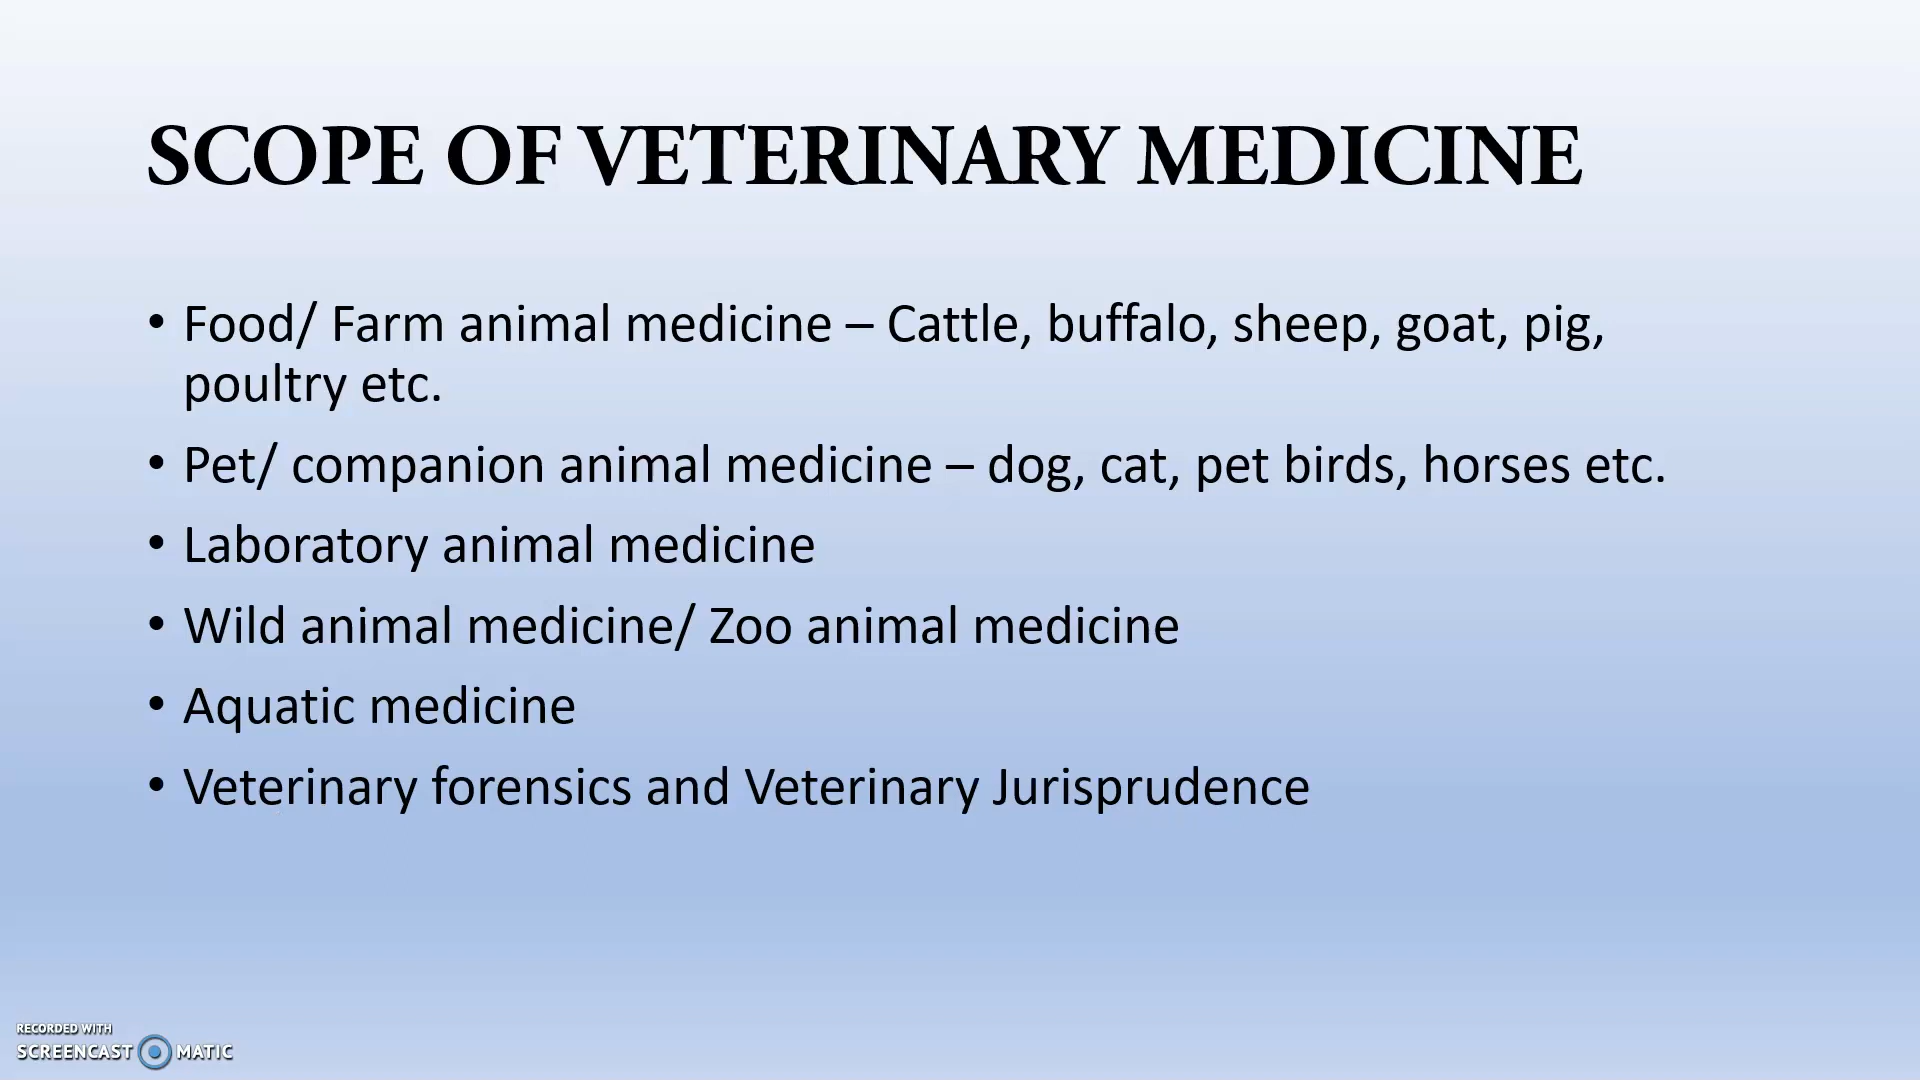 SCOPE OF VETERINARY MEDICINE
• Food/ Farm animal medicine – Cattle, buffalo, sheep, goat, pig,
poultry etc.
• Pet/ companion animal medicine – dog, cat, pet birds, horses etc.
• Laboratory animal medicine
• Wild animal medicine/ Zoo animal medicine
• Aquatic medicine
• Veterinary forensics and Veterinary Jurisprudence
RECORDED WITH
SCREENCAST MATIC